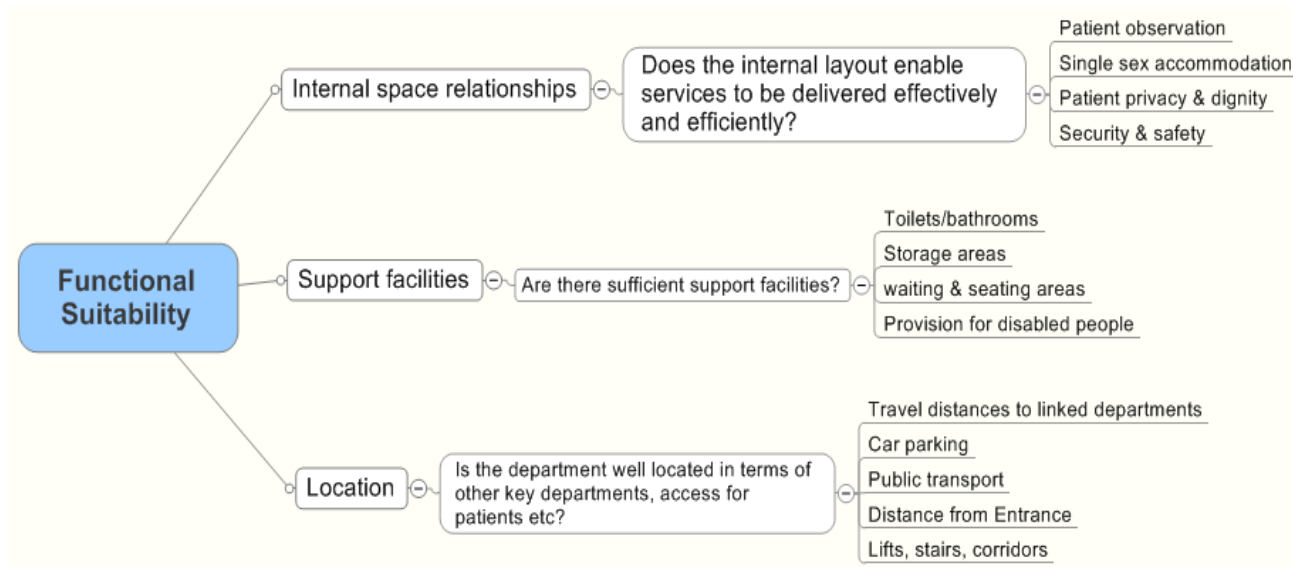 Functional
Suitability
Internal space relationships
Does the internal layout enable
services to be delivered effectively
and efficiently?
Patient observation
Single sex accommodation
Patient privacy & dignity
Security & safety
Support facilities
Are there sufficient support facilities?
Toilets/bathrooms
Storage areas
waiting & seating areas
Provision for disabled people
Location
Is the department well located in terms of
other key departments, access for
patients etc?
Travel distances to linked departments
Car parking
Public transport
Distance from Entrance
Lifts, stairs, corridors